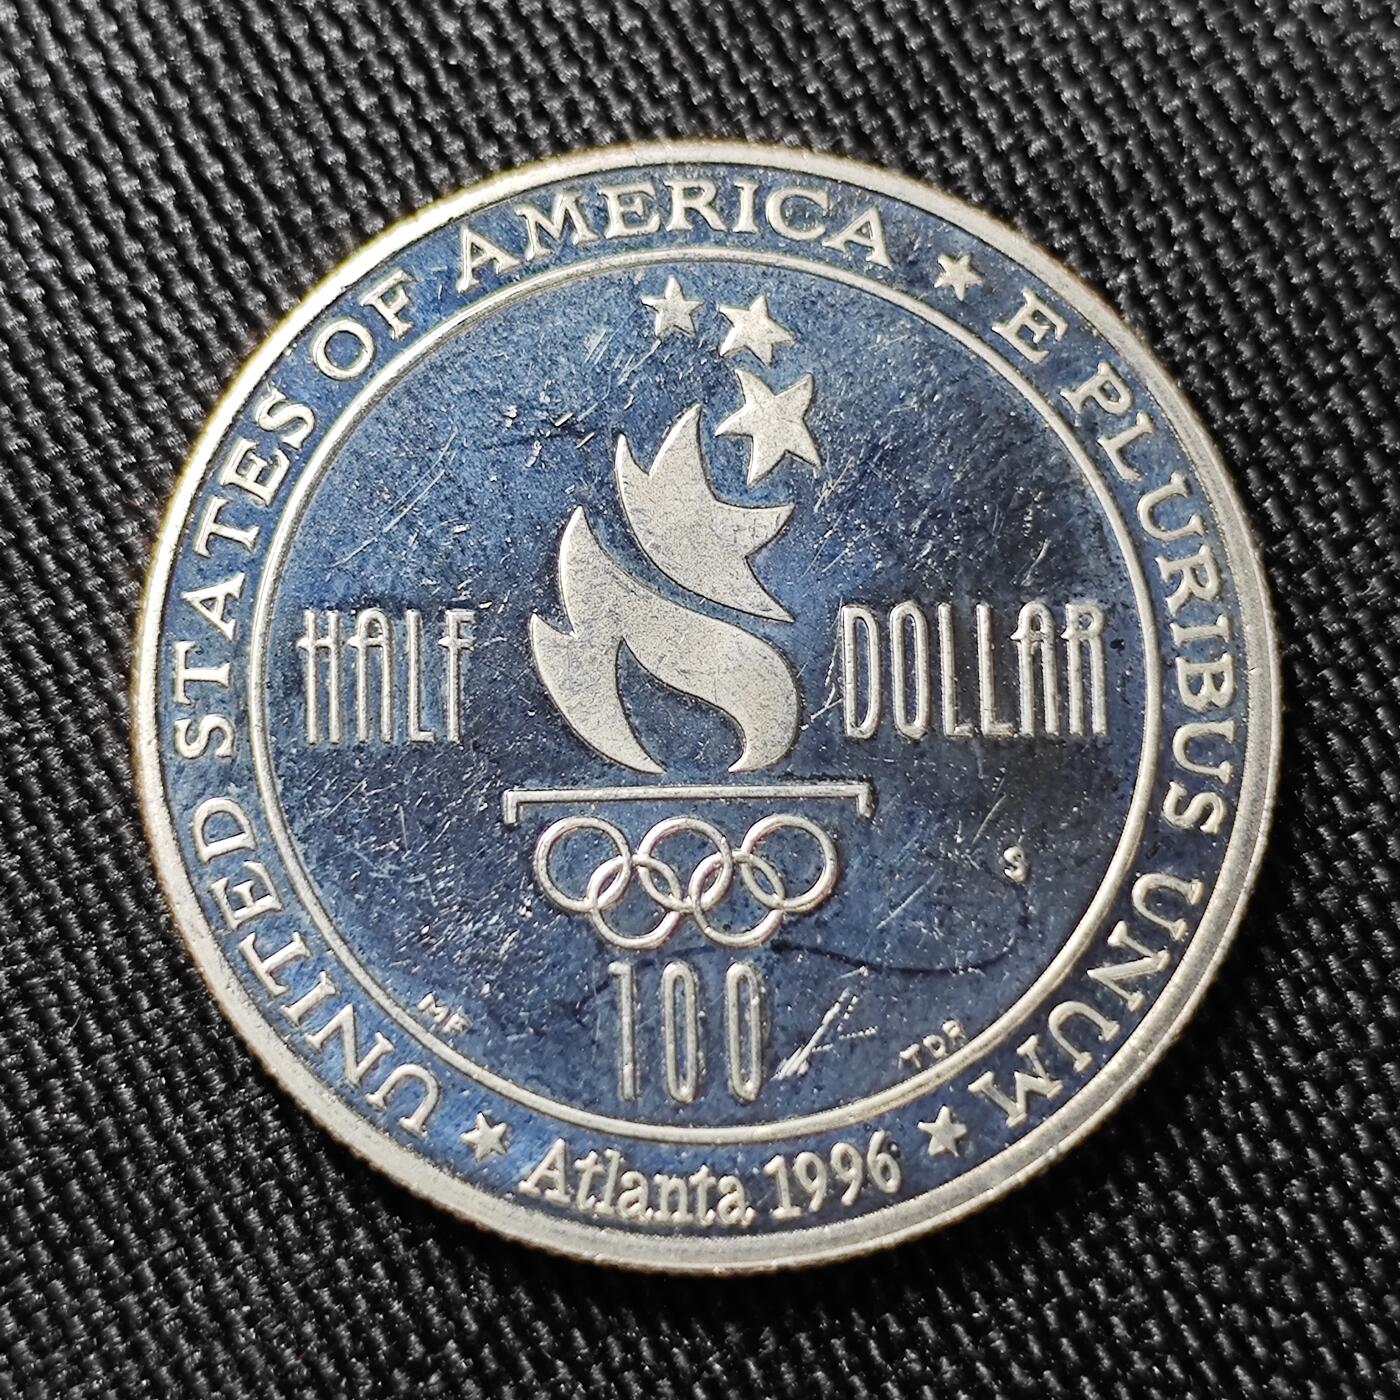 UNITED STATES OF AMERICA ★ E PLURIBUS UNUM ★
HALF DOLLAR
S
100
MF
TDR
Atlanta 1996 ★